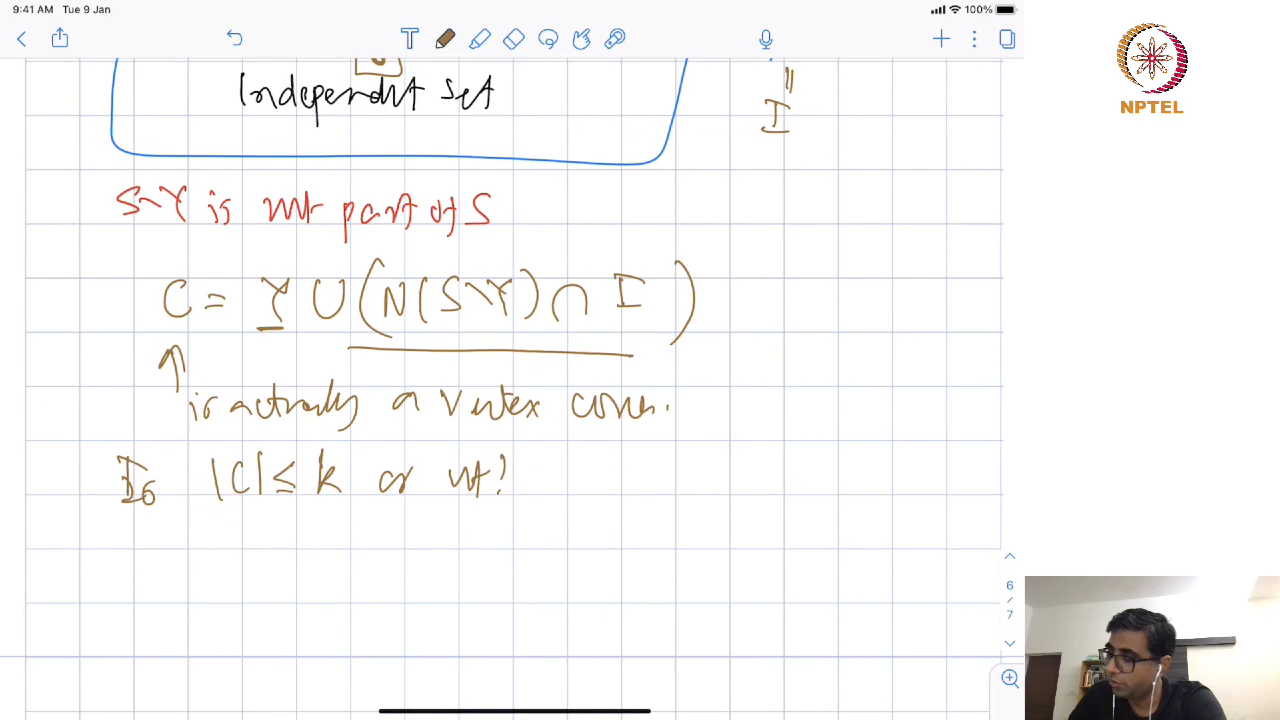 9:41 AM Tue 9 Jan
100%
NPTEL
Independent set
"
I
S\Y is not part of S
C = Y U (N(S\Y) ∩ I)
↑
is actually a vertex cover.
Is |C| ≤ k or not?
6
/
7